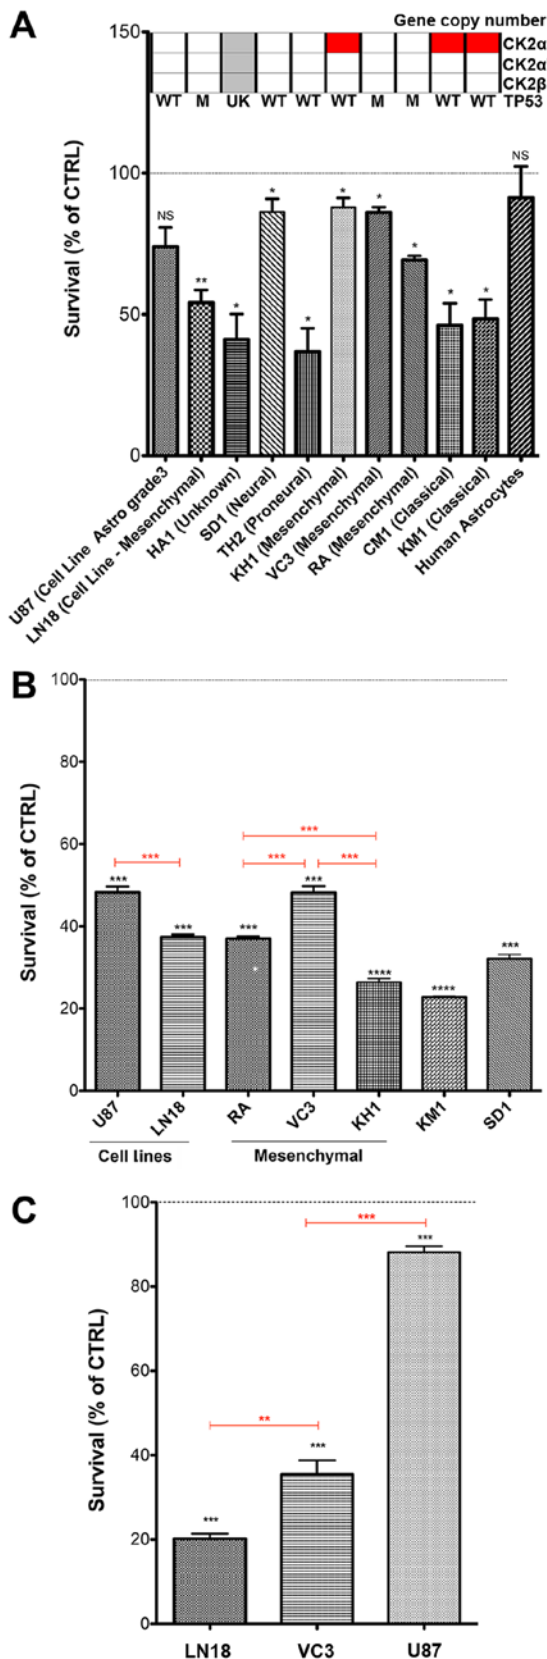 A
Gene copy number
150
CK2α
CK2α
CK2β
WT M UK WT WT WT M M WT WT TP53
100
50
0
Survival (% of CTRL)
NS ** * * * * * * * * NS
U87 (Cell Line Astro grade3
LN18 (Cell Line - Mesenchymal)
HA1 (Unknown)
SD1 (Neural)
TH2 (Proneural)
KH1 (Mesenchymal)
VC3 (Mesenchymal)
RA (Mesenchymal)
CM1 (Classical)
KM1 (Classical)
Human Astrocytes
B
100
80
60
40
20
0
Survival (% of CTRL)
***
*** *** ***
*** *** *** *** **** **** ***
*
U87 LN18 RA VC3 KH1 KM1 SD1
Cell lines Mesenchymal
C
100
80
60
40
20
0
Survival (% of CTRL)
***
**
*** *** ***
LN18 VC3 U87